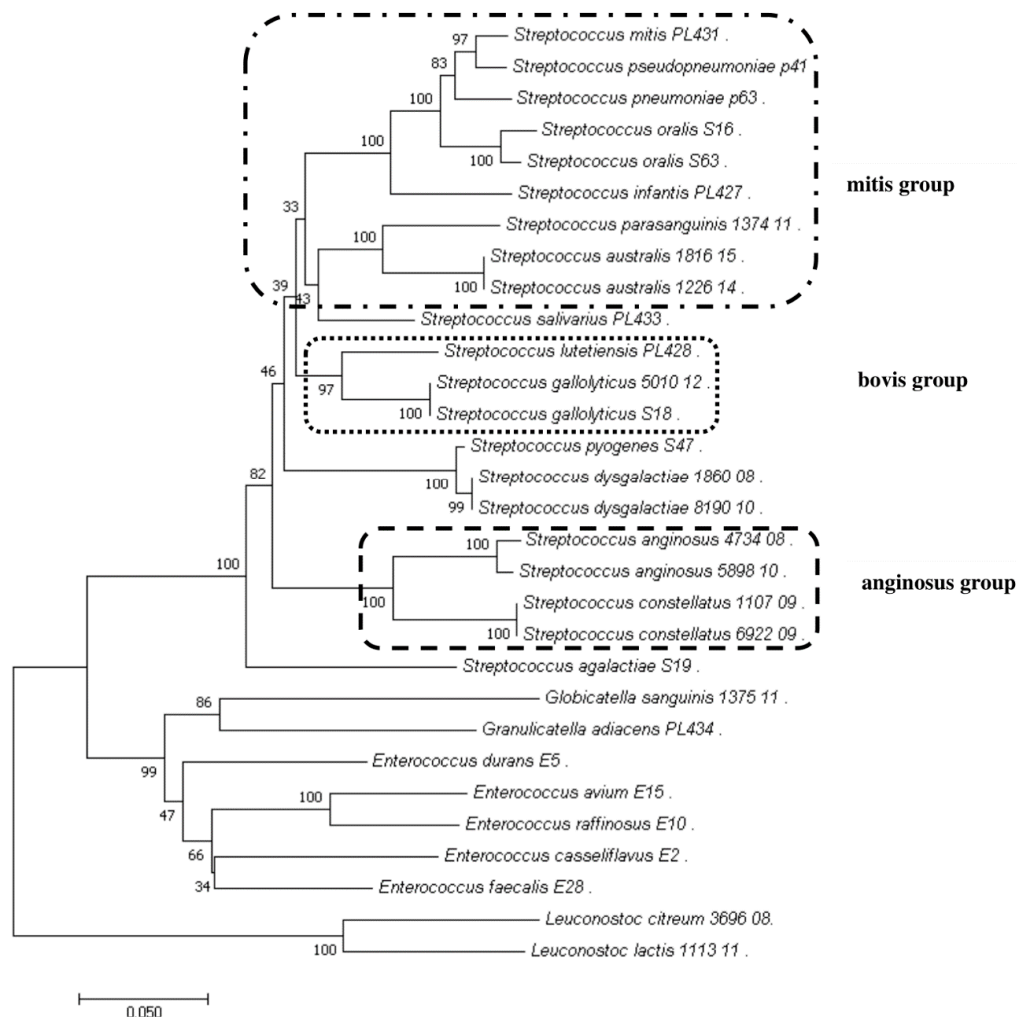 97
Streptococcus mitis PL431 .
Streptococcus pseudopneumoniae p41
83
Streptococcus pneumoniae p63 .
100
Streptococcus oralis S16 .
100
100
Streptococcus oralis S63 .
mitis group
Streptococcus infantis PL427 .
33
Streptococcus parasanguinis 1374 11 .
100
Streptococcus australis 1816 15 .
39
100
Streptococcus australis 1226 14 .
43
Streptococcus salivarius PL433 .
Streptococcus lutetiensis PL428 .
46
97
Streptococcus gallolyticus 5010 12 .
bovis group
100
Streptococcus gallolyticus S18 .
Streptococcus pyogenes S47 .
82
100
Streptococcus dysgalactiae 1860 08 .
99
Streptococcus dysgalactiae 8190 10 .
100
Streptococcus anginosus 4734 08 .
100
Streptococcus anginosus 5898 10 .
anginosus group
100
Streptococcus constellatus 1107 09 .
100
Streptococcus constellatus 6922 09 .
Streptococcus agalactiae S19 .
86
Globicatella sanguinis 1375 11 .
Granulicatella adiacens PL434 .
99
Enterococcus durans E5 .
47
100
Enterococcus avium E15 .
Enterococcus raffinosus E10 .
66
Enterococcus casseliflavus E2 .
34
Enterococcus faecalis E28 .
Leuconostoc citreum 3696 08.
100
Leuconostoc lactis 1113 11 .
0.050